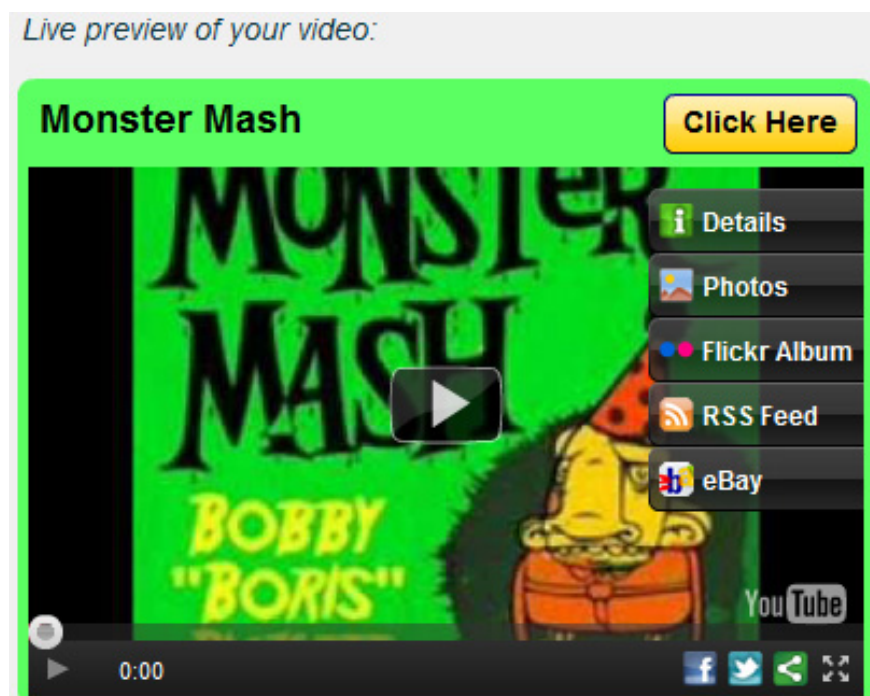 Live preview of your video:
Monster Mash
Click Here
MONSTER
MASH
BOBBY
"BORIS"
Details
Photos
Flickr Album
RSS Feed
eBay
YouTube
0:00